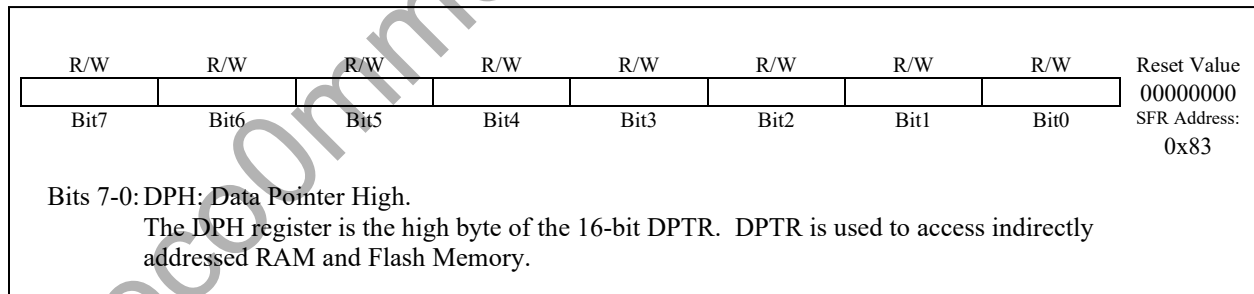 R/W R/W R/W R/W R/W R/W R/W R/W Reset Value
00000000
Bit7 Bit6 Bit5 Bit4 Bit3 Bit2 Bit1 Bit0 SFR Address:
0x83
Bits 7-0: DPH: Data Pointer High.
The DPH register is the high byte of the 16-bit DPTR. DPTR is used to access indirectly
addressed RAM and Flash Memory.